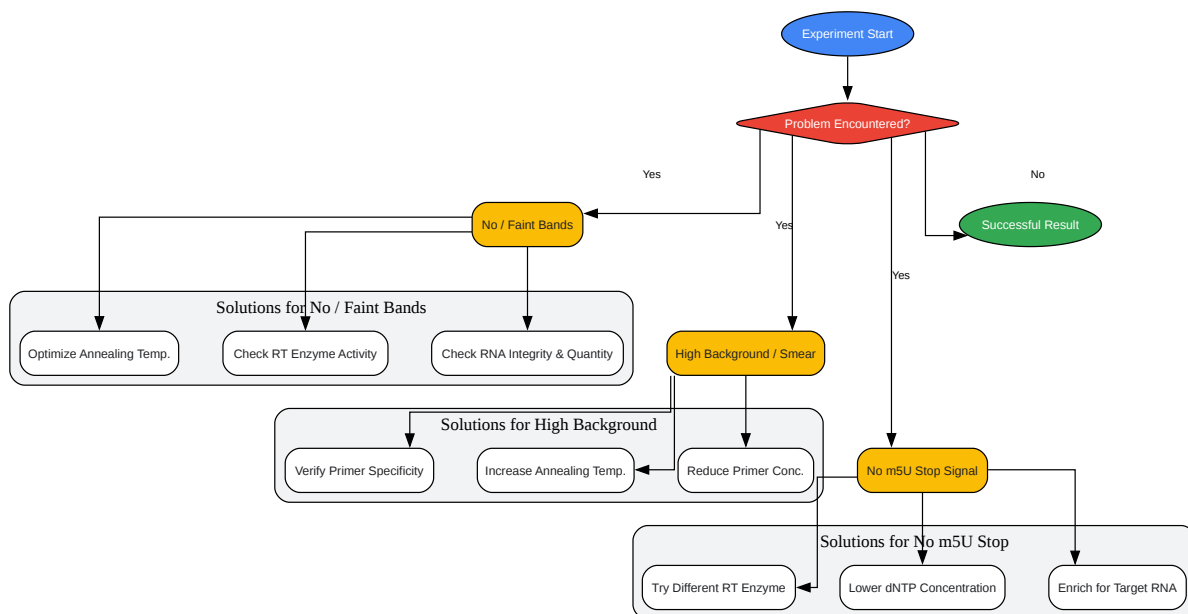 Experiment Start
Problem Encountered?
Yes
No
No / Faint Bands
Yes
Successful Result
Yes
Solutions for No / Faint Bands
Optimize Annealing Temp.
Check RT Enzyme Activity
Check RNA Integrity & Quantity
High Background / Smear
Solutions for High Background
Verify Primer Specificity
Increase Annealing Temp.
Reduce Primer Conc.
No m5U Stop Signal
Solutions for No m5U Stop
Try Different RT Enzyme
Lower dNTP Concentration
Enrich for Target RNA